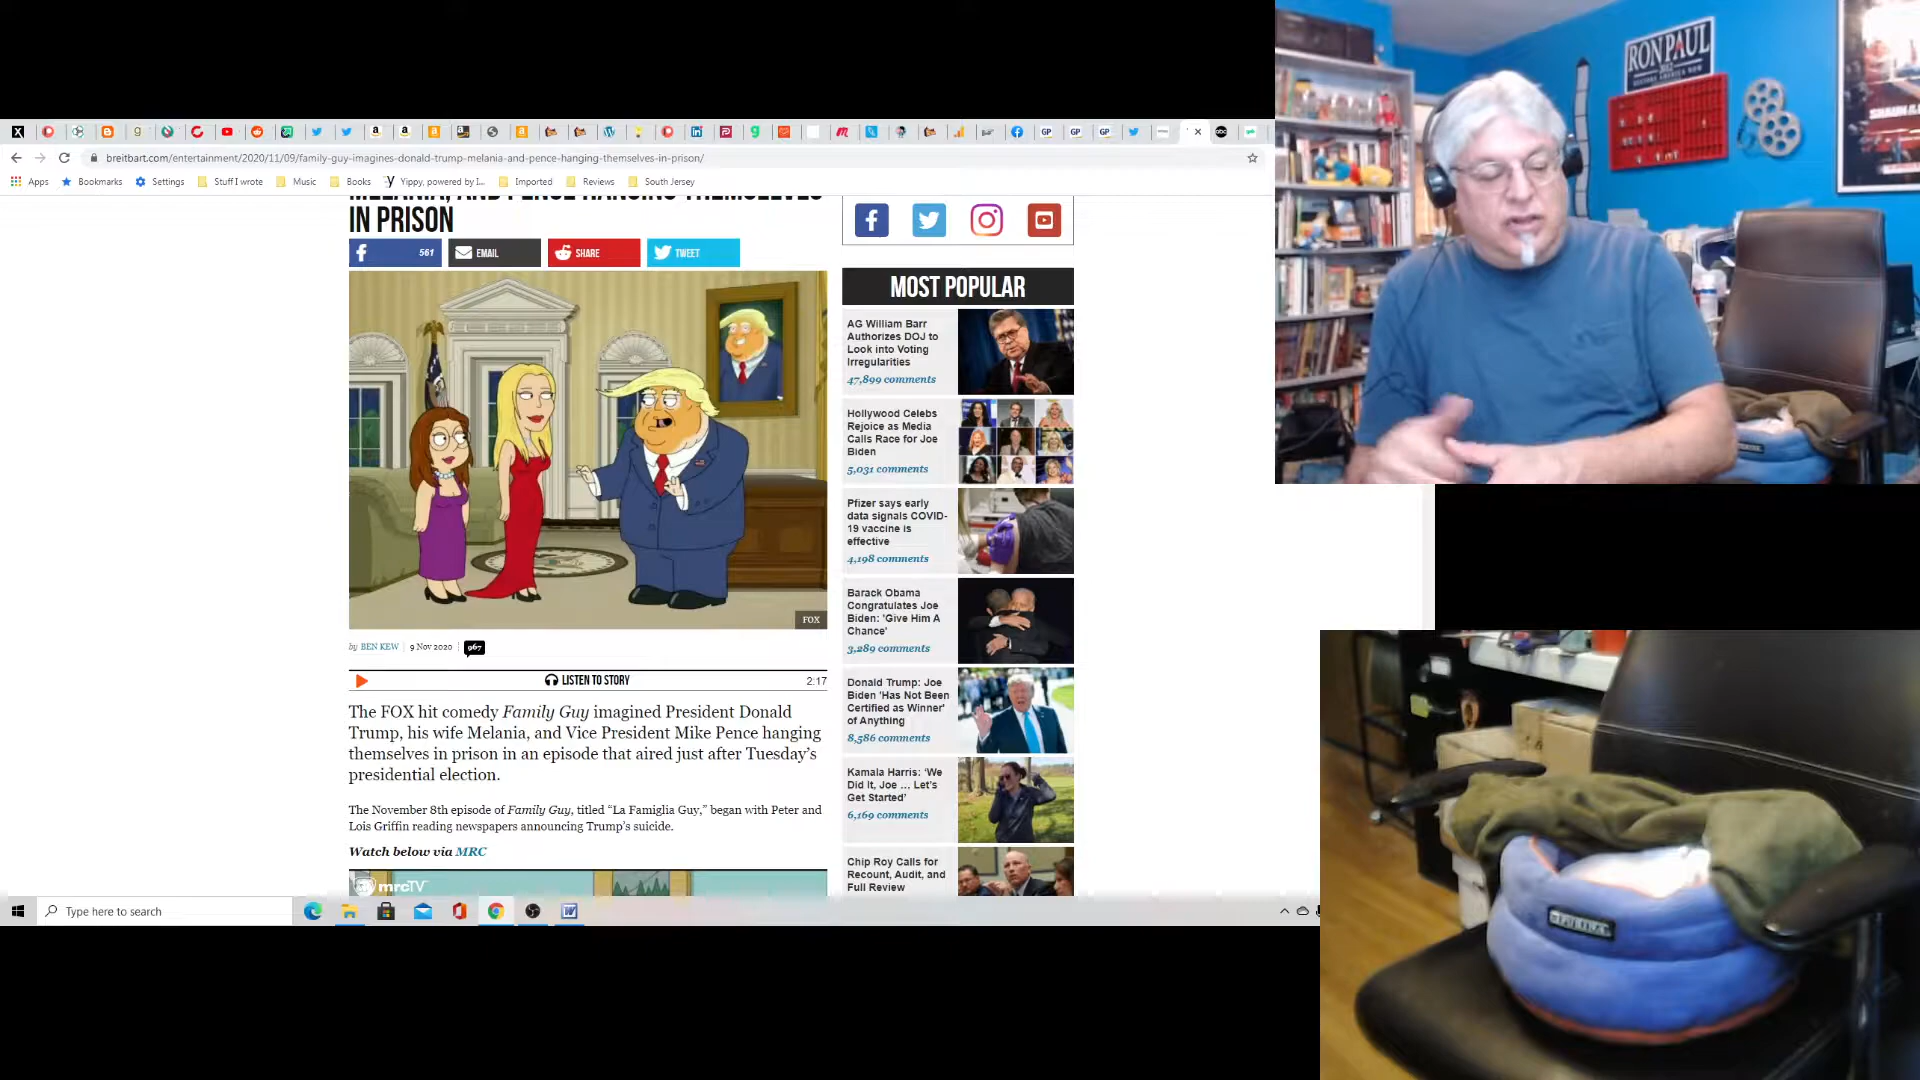 breitbart.com/entertainment/2020/11/09/family-guy-imagines-donald-trump-melania-and-pence-hanging-themselves-in-prison/
Apps
Bookmarks
Settings
Stuff I wrote
Music
Books
Yippy, powered by I...
Imported
Reviews
South Jersey
MELANIA, AND PENCE HANGING THEMSELVES
IN PRISON
561
EMAIL
SHARE
TWEET
FOX
by BEN KEW
9 Nov 2020
967
LISTEN TO STORY
2:17
The FOX hit comedy Family Guy imagined President Donald
Trump, his wife Melania, and Vice President Mike Pence hanging
themselves in prison in an episode that aired just after Tuesday’s
presidential election.
The November 8th episode of Family Guy, titled “La Famiglia Guy,” began with Peter and
Lois Griffin reading newspapers announcing Trump’s suicide.
Watch below via MRC
mrcTV
MOST POPULAR
AG William Barr
Authorizes DOJ to
Look into Voting
Irregularities
47,899 comments
Hollywood Celebs
Rejoice as Media
Calls Race for Joe
Biden
5,031 comments
Pfizer says early
data signals COVID-
19 vaccine is
effective
4,198 comments
Barack Obama
Congratulates Joe
Biden: 'Give Him A
Chance'
3,289 comments
Donald Trump: Joe
Biden 'Has Not Been
Certified as Winner'
of Anything
8,586 comments
Kamala Harris: ‘We
Did It, Joe ... Let's
Get Started’
6,169 comments
Chip Roy Calls for
Recount, Audit, and
Full Review
Type here to search
RON PAUL